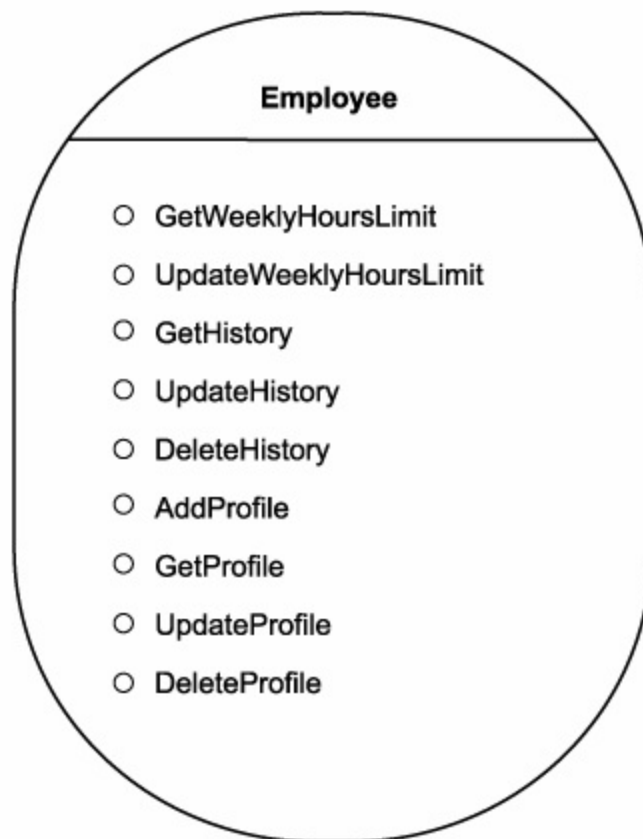 Employee
GetWeeklyHoursLimit
UpdateWeeklyHoursLimit
GetHistory
UpdateHistory
DeleteHistory
AddProfile
GetProfile
UpdateProfile
DeleteProfile